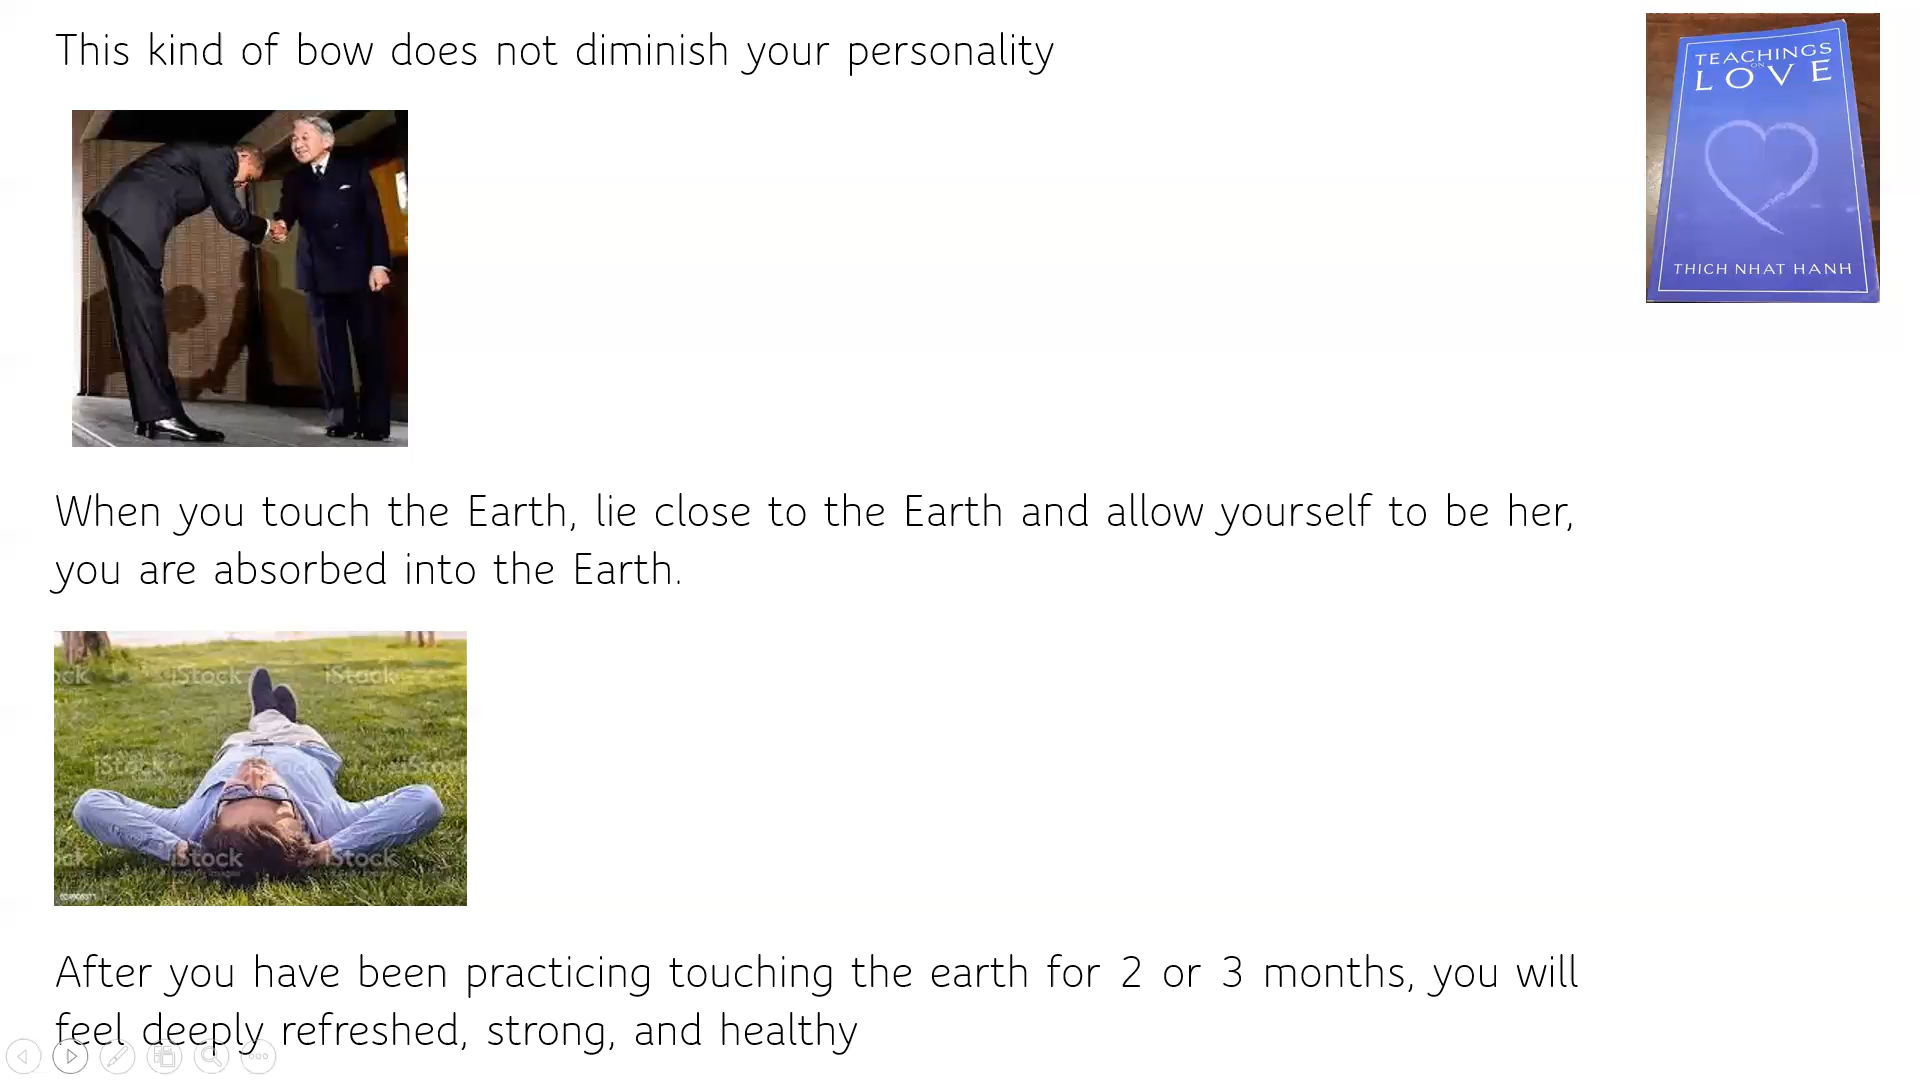 This kind of bow does not diminish your personality
TEACHINGS
ON
LOVE
THICH NHAT HANH
When you touch the Earth, lie close to the Earth and allow yourself to be her,
you are absorbed into the Earth.
iStock iStock
iStock iStock iStock
iStock iStock
After you have been practicing touching the earth for 2 or 3 months, you will
feel deeply refreshed, strong, and healthy